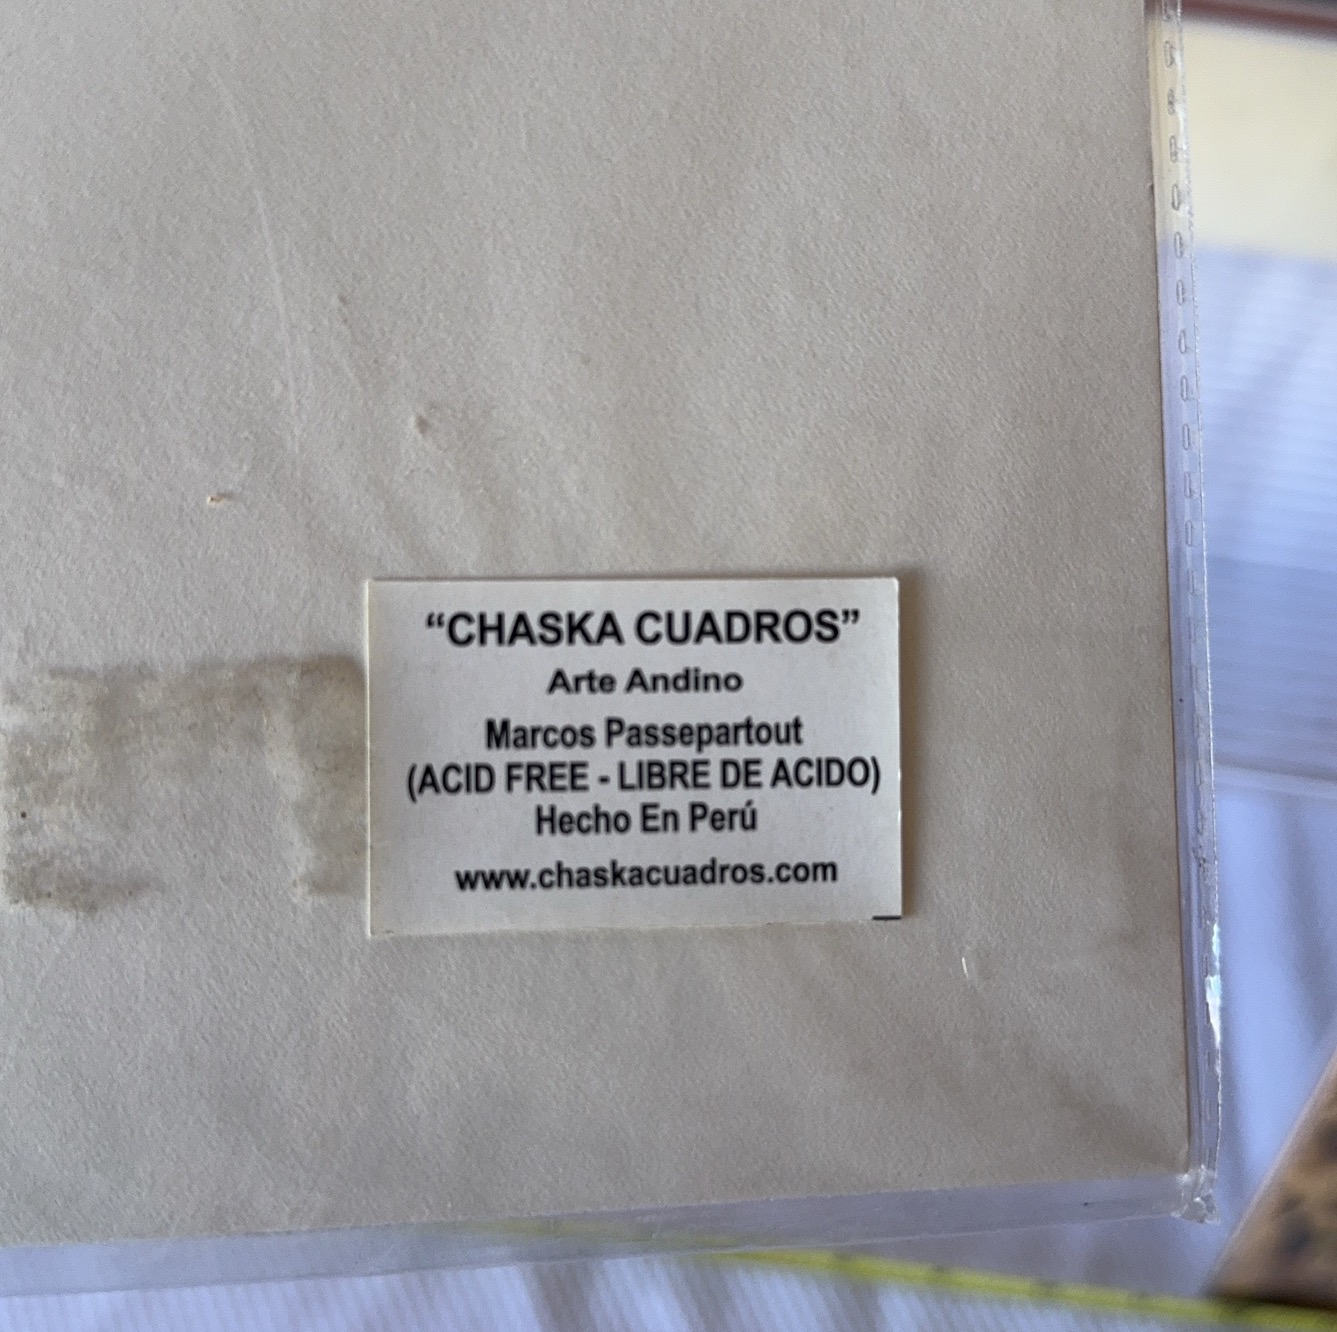 “CHASKA CUADROS”
Arte Andino
Marcos Passepartout
(ACID FREE - LIBRE DE ACIDO)
Hecho En Perú
www.chaskacuadros.com